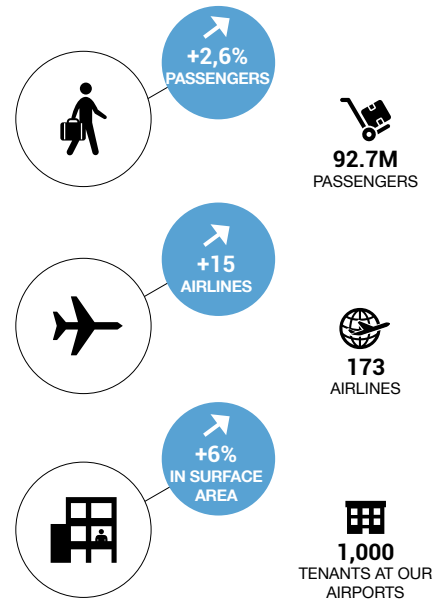 +2,6%
PASSENGERS
92.7M
PASSENGERS
+15
AIRLINES
173
AIRLINES
+6%
IN SURFACE
AREA
1,000
TENANTS AT OUR
AIRPORTS